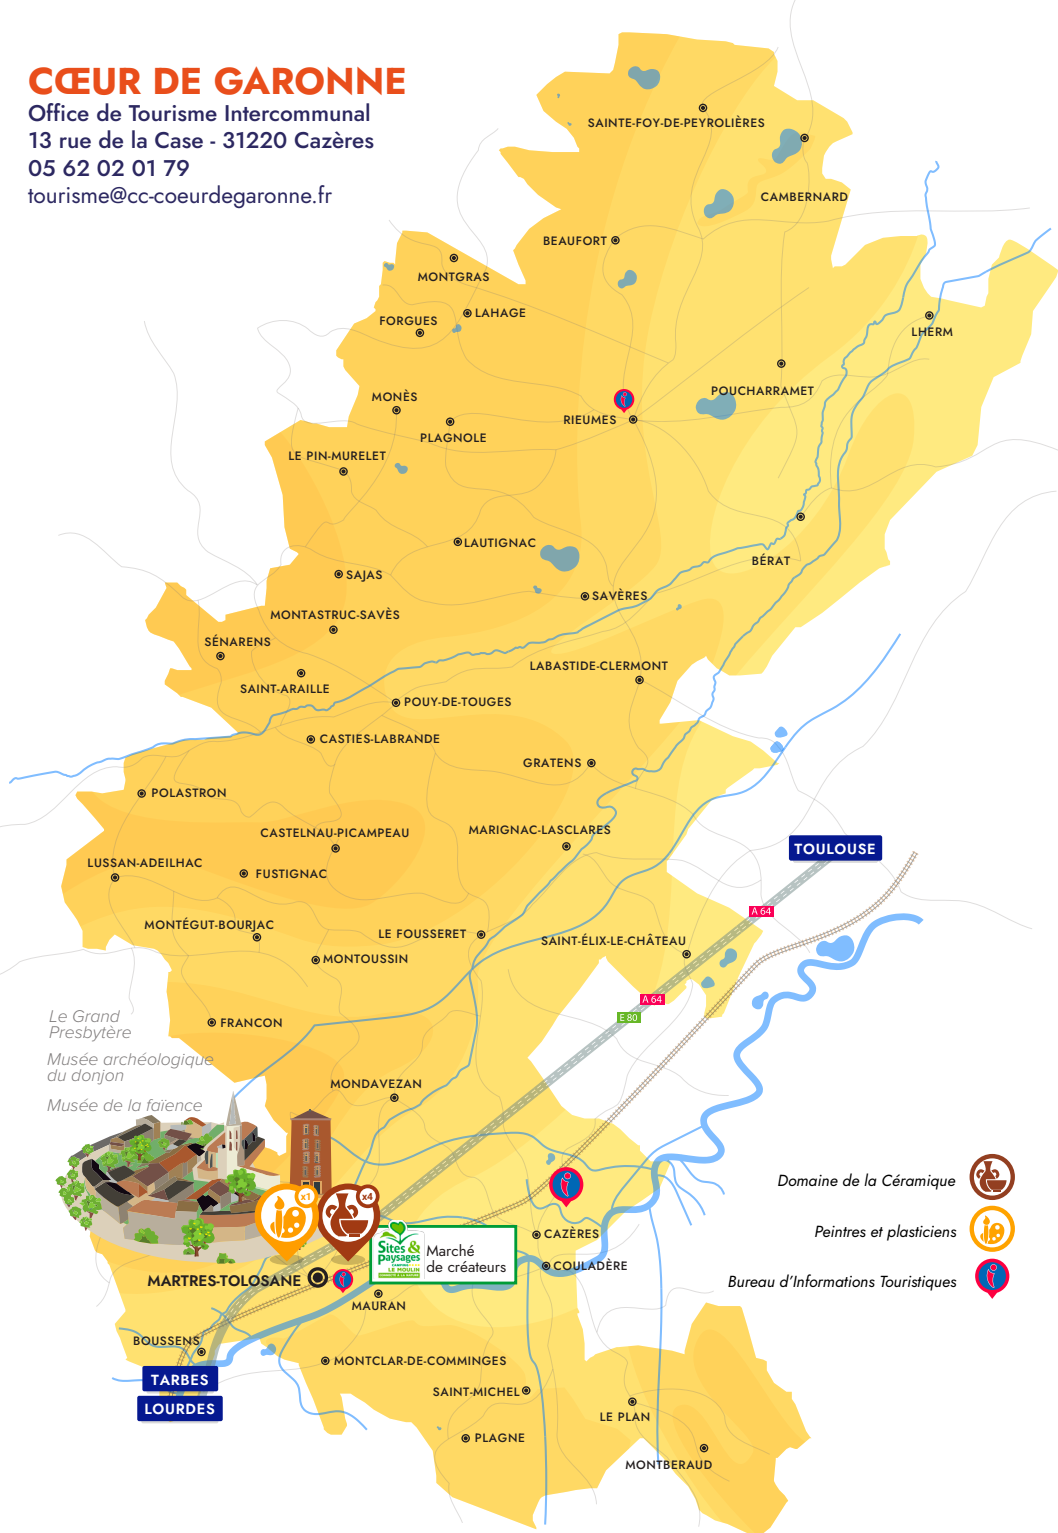 CŒUR DE GARONNE
Office de Tourisme Intercommunal
13 rue de la Case - 31220 Cazères
05 62 02 01 79
tourisme@cc-coeurdegaronne.fr
SAINTE-FOY-DE-PEYROLIÈRES
CAMBERNARD
BEAUFORT
MONTGRAS
LAHAGE
FORGUES
LHERM
MONÈS
POUCHARRAMET
RIEUMES
PLAGNOLE
LE PIN-MURELET
LAUTIGNAC
BÉRAT
SAJAS
SAVÈRES
MONTASTRUC-SAVÈS
SÉNARENS
LABASTIDE-CLERMONT
SAINT-ARAILLE
POUY-DE-TOUGES
CASTIES-LABRANDE
GRATENS
POLASTRON
CASTELNAU-PICAMPEAU
MARIGNAC-LASCLARES
TOULOUSE
LUSSAN-ADEILHAC
FUSTIGNAC
A 64
MONTÉGUT-BOURJAC
LE FOUSSERET
SAINT-ÉLIX-LE-CHÂTEAU
MONTOUSSIN
A 64
E 80
Le Grand
Presbytère
FRANCON
Musée archéologique
du donjon
MONDAVEZAN
Musée de la faïence
Domaine de la Céramique
x1
x4
Peintres et plasticiens
CAZÈRES
Sites &
Paysages
CAMPING
LE MOULIN
Marché
de créateurs
COULADÈRE
MARTRES-TOLOSANE
Bureau d'Informations Touristiques
MAURAN
BOUSSENS
MONTCLAR-DE-COMMINGES
TARBES
SAINT-MICHEL
LOURDES
LE PLAN
PLAGNE
MONTBERAUD